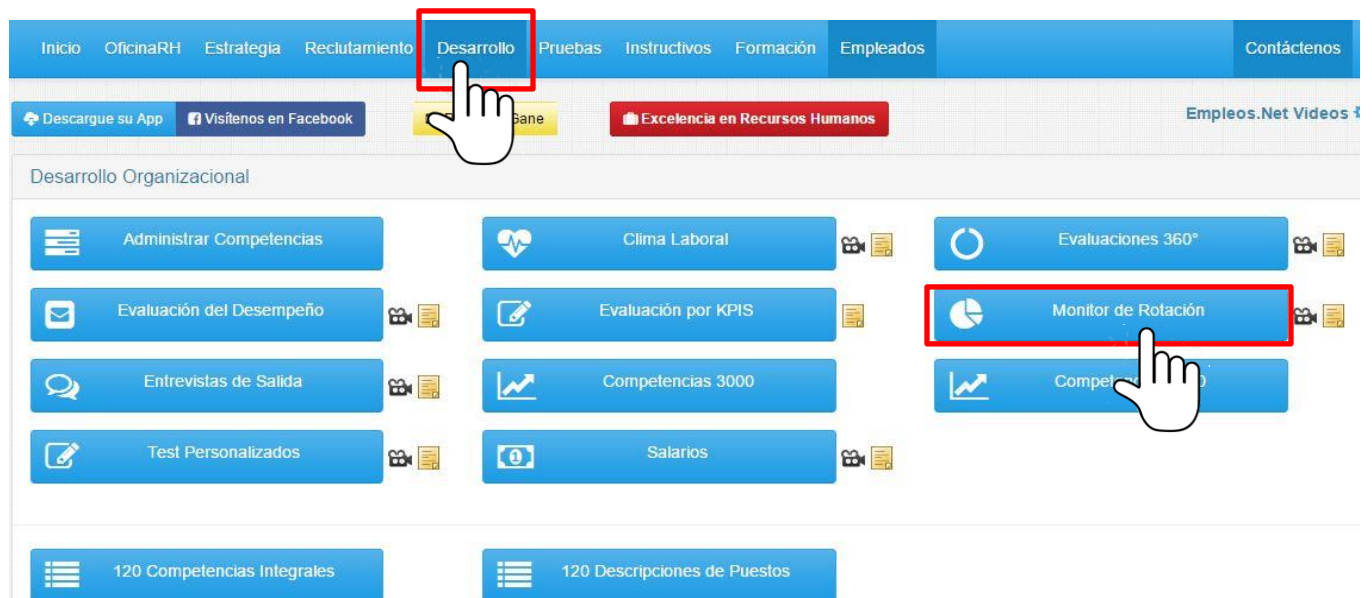 Inicio OficinaRH Estrategia Reclutamiento Desarrollo Pruebas Instructivos Formación Empleados Contáctenos
Descargue su App Visítenos en Facebook Gane Excelencia en Recursos Humanos Empleos.Net Videos
Desarrollo Organizacional
Administrar Competencias Clima Laboral Evaluaciones 360°
Evaluación del Desempeño Evaluación por KPIS Monitor de Rotación
Entrevistas de Salida Competencias 3000
Test Personalizados Salarios
120 Competencias Integrales 120 Descripciones de Puestos